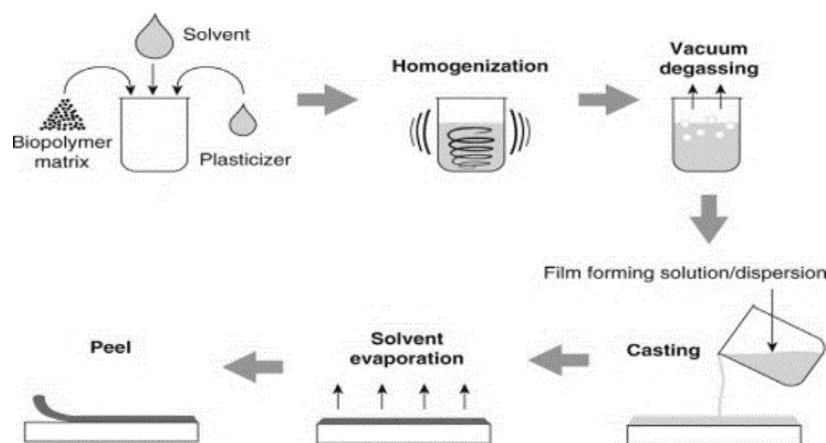 Solvent
Biopolymer
matrix
Plasticizer
Homogenization
Vacuum
degassing
Film forming solution/dispersion
Casting
Solvent
evaporation
Peel